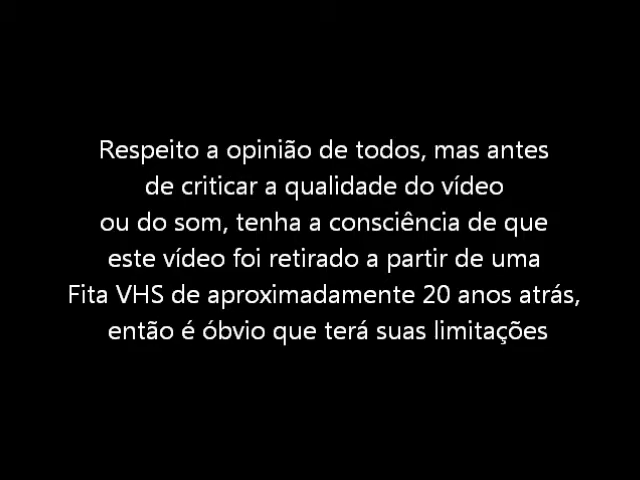 Respeito a opinião de todos, mas antes
de criticar a qualidade do vídeo
ou do som, tenha a consciência de que
este vídeo foi retirado a partir de uma
Fita VHS de aproximadamente 20 anos atrás,
então é óbvio que terá suas limitações